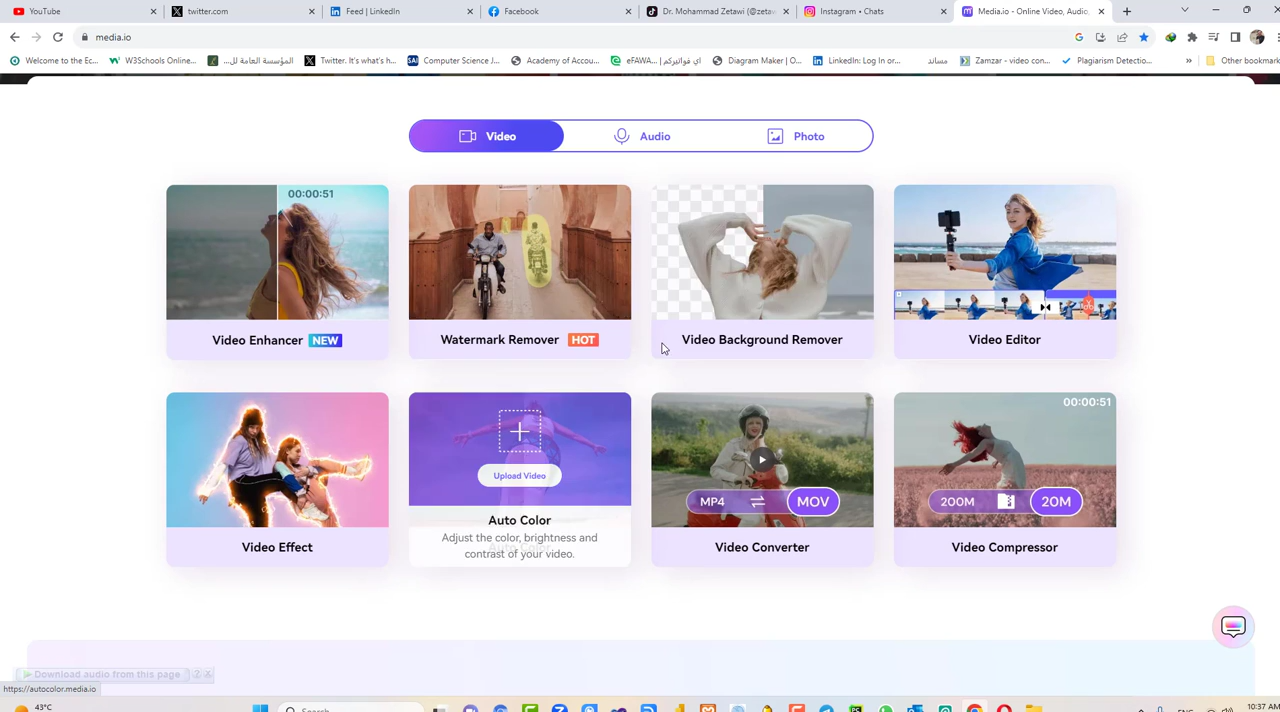 YouTube
twitter.com
Feed | LinkedIn
Facebook
Dr. Mohammad Zetawi (@zetaw
Instagram • Chats
Media.io - Online Video, Audio,
media.io
Welcome to the Ec...
W3Schools Online...
المؤسسة العامة لل...
Twitter. It's what's h...
Computer Science J...
Academy of Accou...
اي فواتيركم | eFAWA...
Diagram Maker | O...
LinkedIn: Log In or...
مساند
Zamzar - video con...
Plagiarism Detectio...
»
Other bookmark
Video
Audio
Photo
00:00:51
Video Enhancer NEW
Watermark Remover HOT
Video Background Remover
Video Editor
Video Effect
Upload Video
Auto Color
Adjust the color, brightness and
contrast of your video.
MP4
MOV
Video Converter
00:00:51
200M
20M
Video Compressor
Download audio from this page
?
https://autocolor.media.io
43°C
Search
10:37 AM